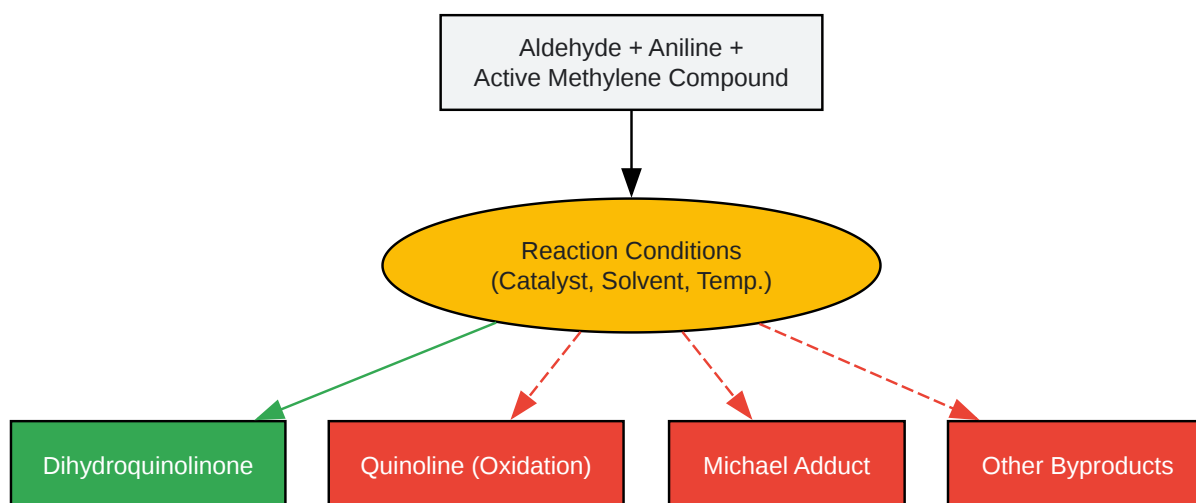 Aldehyde + Aniline +
Active Methylene Compound
Reaction Conditions
(Catalyst, Solvent, Temp.)
Dihydroquinolinone
Quinoline (Oxidation)
Michael Adduct
Other Byproducts